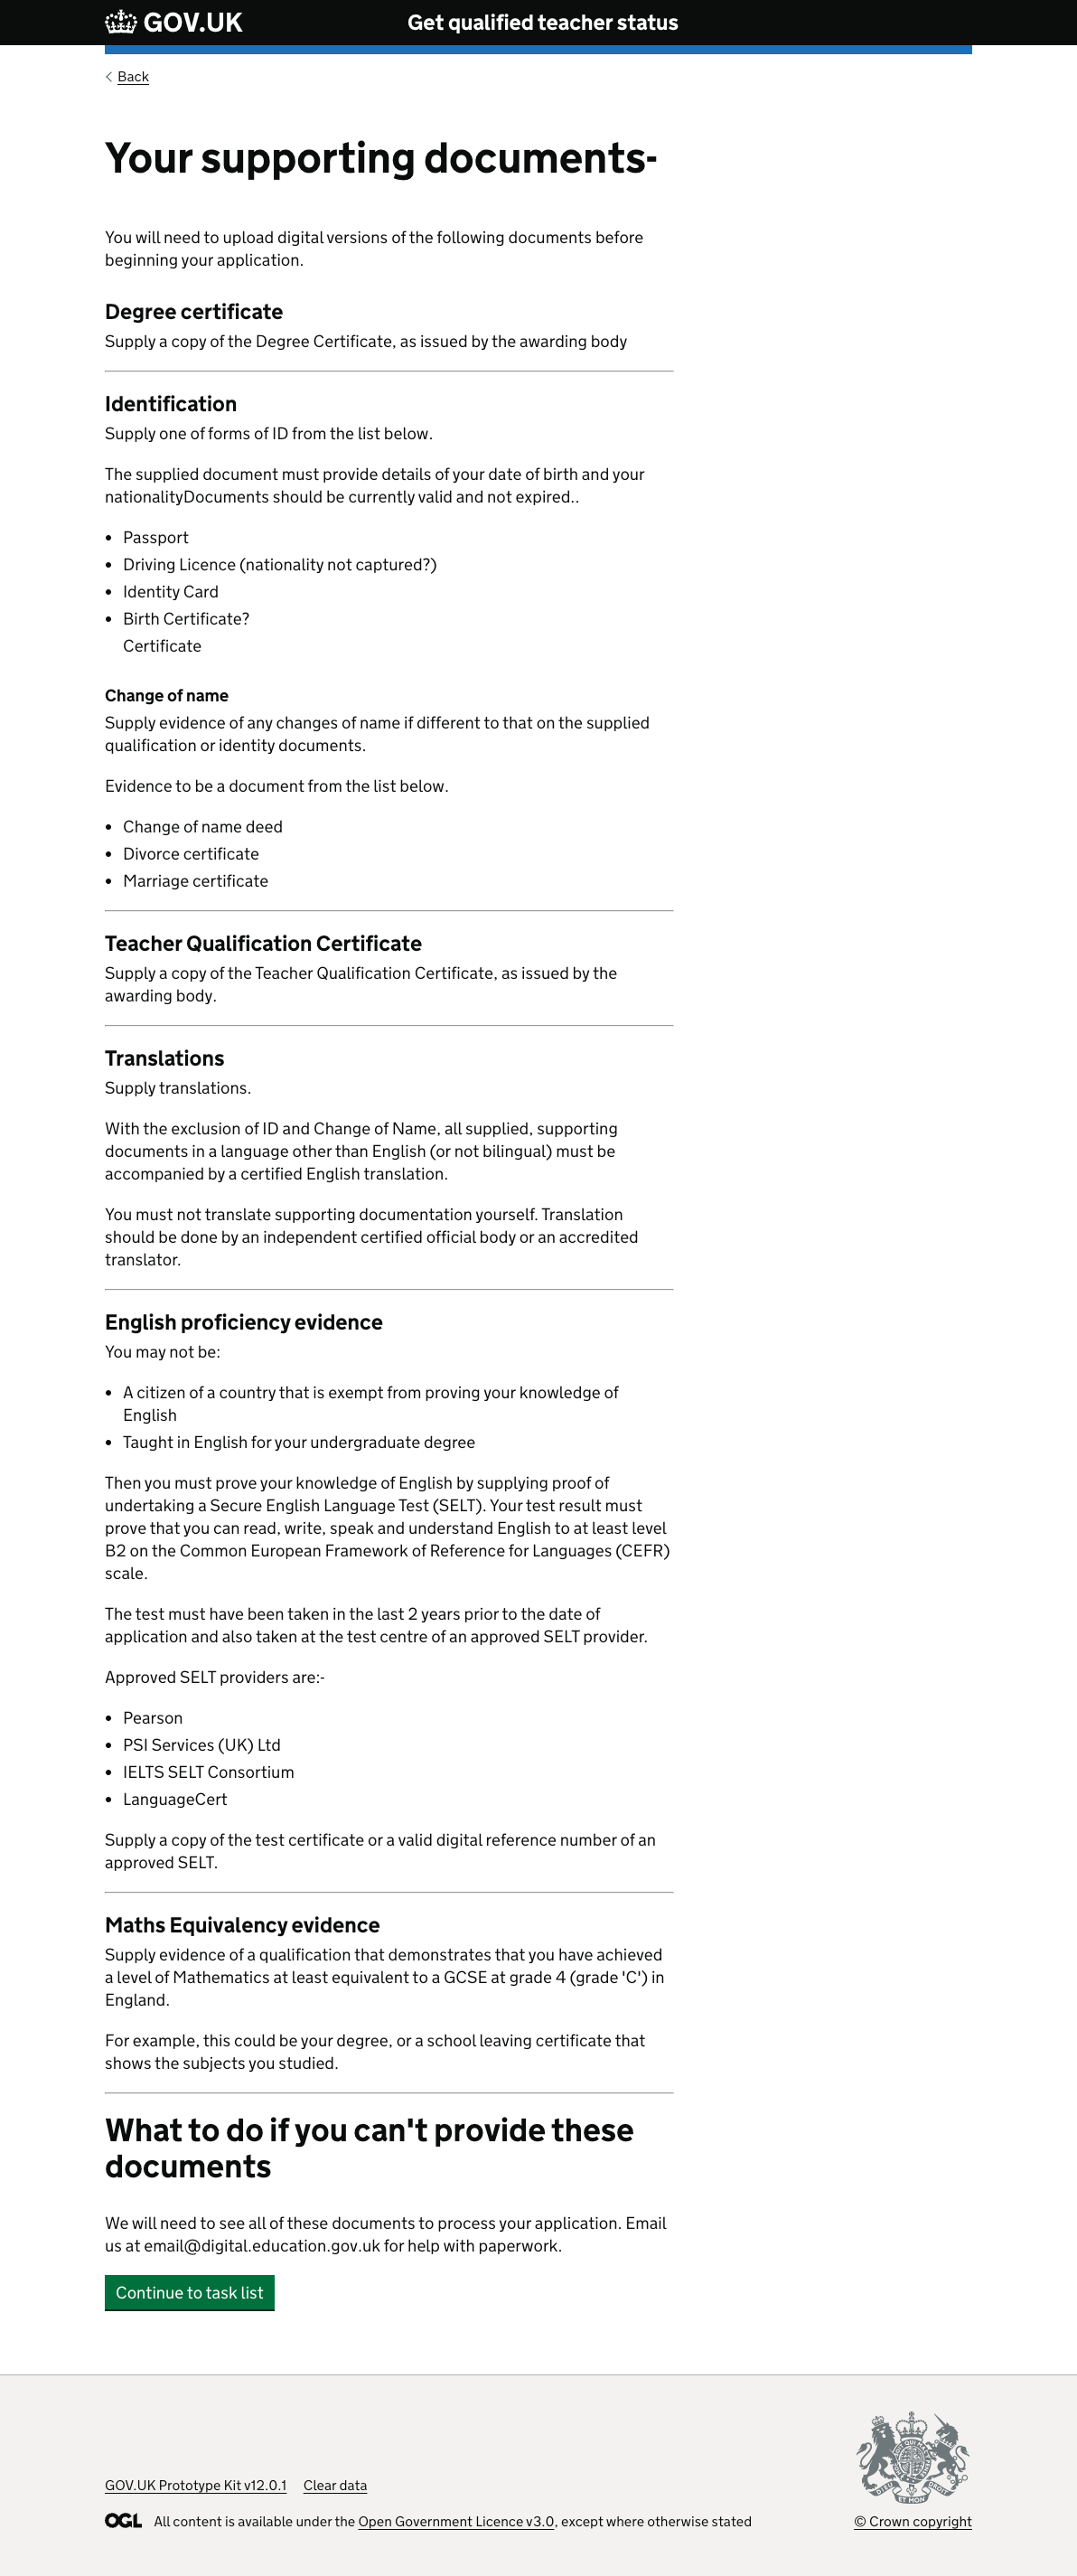 GOV.UK
Get qualified teacher status
Back
Your supporting documents-
You will need to upload digital versions of the following documents before
beginning your application.
Degree certificate
Supply a copy of the Degree Certificate, as issued by the awarding body
Identification
Supply one of forms of ID from the list below.
The supplied document must provide details of your date of birth and your
nationalityDocuments should be currently valid and not expired..
• Passport
• Driving Licence (nationality not captured?)
• Identity Card
• Birth Certificate?
Certificate
Change of name
Supply evidence of any changes of name if different to that on the supplied
qualification or identity documents.
Evidence to be a document from the list below.
• Change of name deed
• Divorce certificate
• Marriage certificate
Teacher Qualification Certificate
Supply a copy of the Teacher Qualification Certificate, as issued by the
awarding body.
Translations
Supply translations.
With the exclusion of ID and Change of Name, all supplied, supporting
documents in a language other than English (or not bilingual) must be
accompanied by a certified English translation.
You must not translate supporting documentation yourself. Translation
should be done by an independent certified official body or an accredited
translator.
English proficiency evidence
You may not be:
• A citizen of a country that is exempt from proving your knowledge of
English
• Taught in English for your undergraduate degree
Then you must prove your knowledge of English by supplying proof of
undertaking a Secure English Language Test (SELT). Your test result must
prove that you can read, write, speak and understand English to at least level
B2 on the Common European Framework of Reference for Languages (CEFR)
scale.
The test must have been taken in the last 2 years prior to the date of
application and also taken at the test centre of an approved SELT provider.
Approved SELT providers are:-
• Pearson
• PSI Services (UK) Ltd
• IELTS SELT Consortium
• LanguageCert
Supply a copy of the test certificate or a valid digital reference number of an
approved SELT.
Maths Equivalency evidence
Supply evidence of a qualification that demonstrates that you have achieved
a level of Mathematics at least equivalent to a GCSE at grade 4 (grade 'C') in
England.
For example, this could be your degree, or a school leaving certificate that
shows the subjects you studied.
What to do if you can't provide these
documents
We will need to see all of these documents to process your application. Email
us at email@digital.education.gov.uk for help with paperwork.
Continue to task list
GOV.UK Prototype Kit v12.0.1 Clear data
OGL All content is available under the Open Government Licence v3.0, except where otherwise stated
© Crown copyright